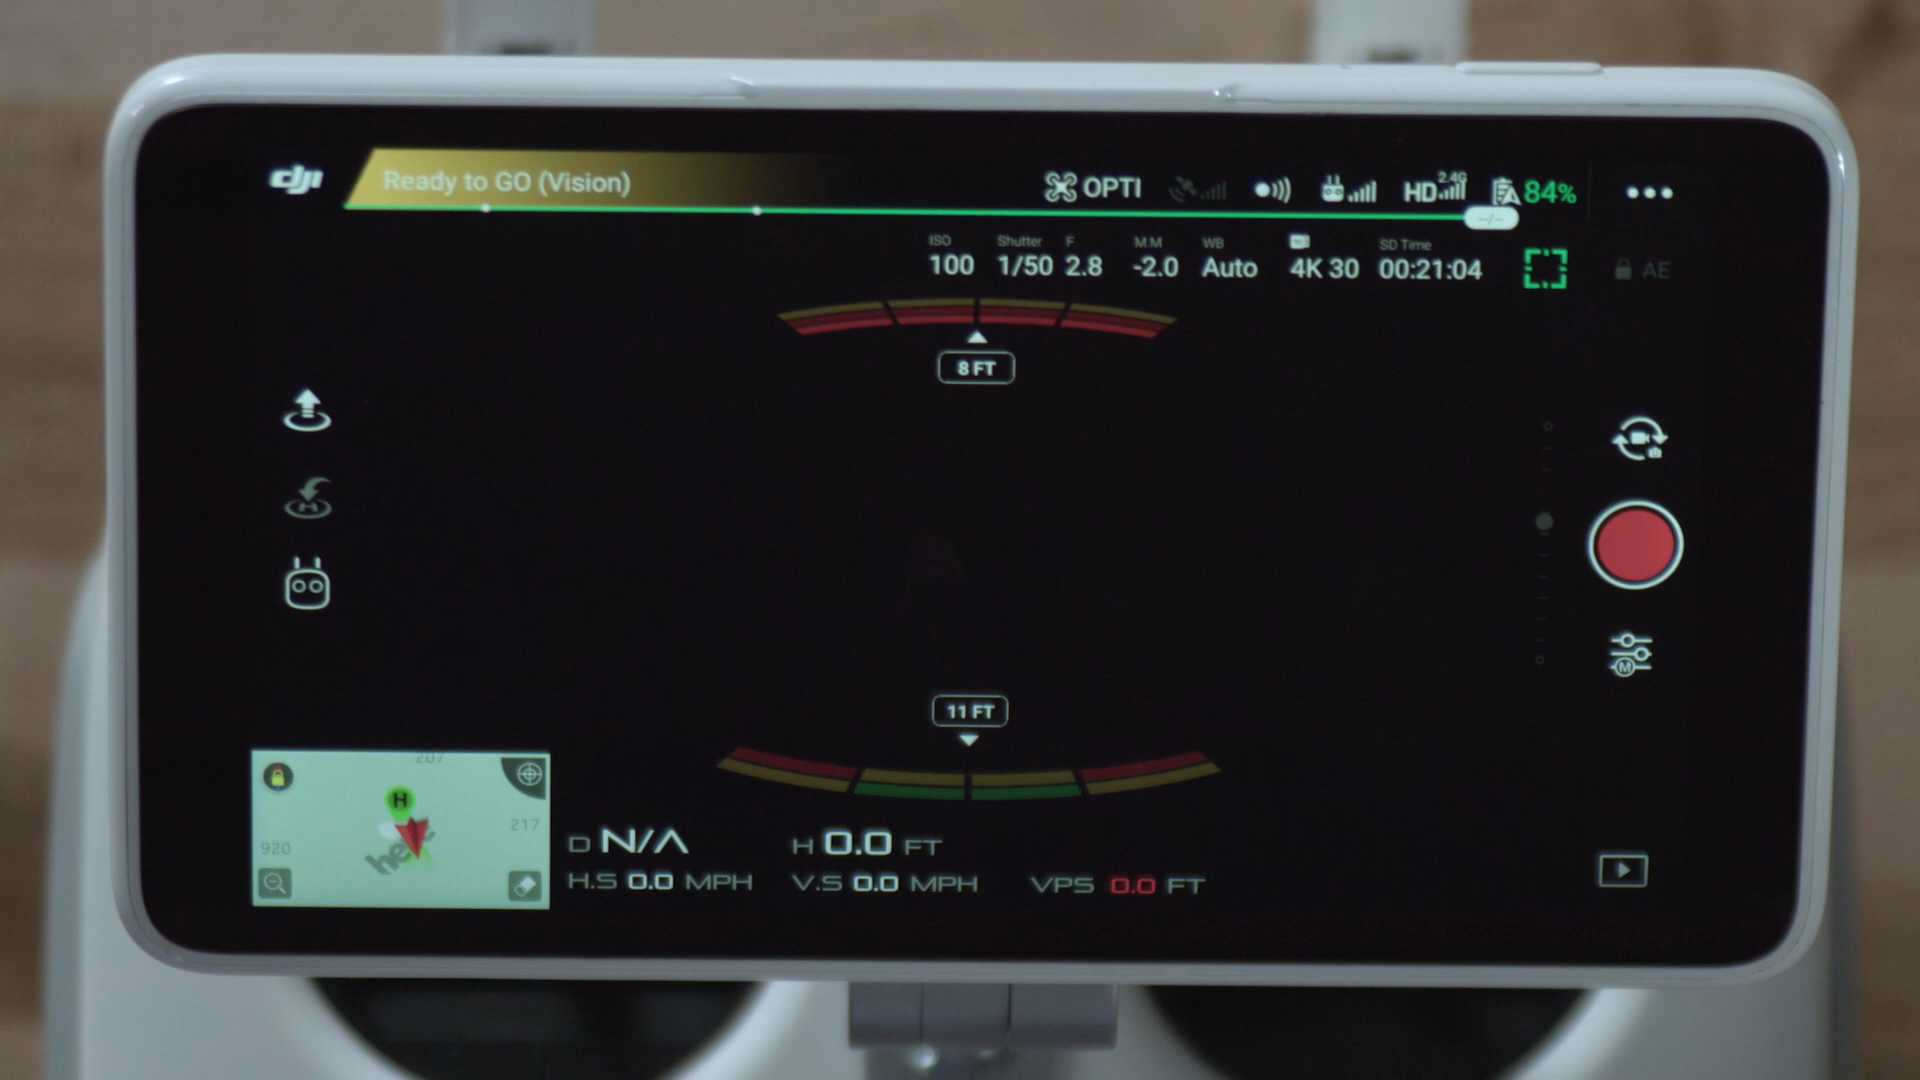 dji Ready to GO (Vision) OPTI HD 2.4G 84%
--/--
ISO Shutter F M.M WB SD Time
100 1/50 2.8 -2.0 Auto 4K 30 00:21:04 AE
8 FT
H
M
11 FT
207
H
217
920
here
D N/A H 0.0 FT
H.S 0.0 MPH V.S 0.0 MPH VPS 0.0 FT